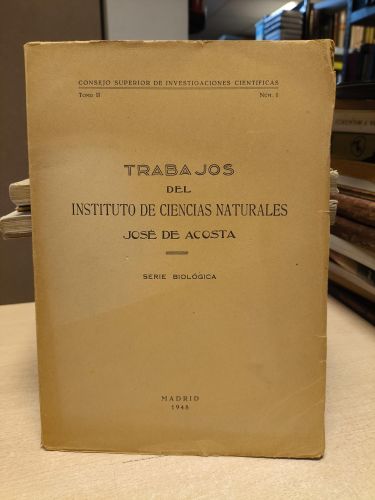 CONSEJO SUPERIOR DE INVESTIGACIONES CIENTÍFICAS
TOMO II NÚM. 1
TRABAJOS
DEL
INSTITUTO DE CIENCIAS NATURALES
JOSÉ DE ACOSTA
SERIE BIOLÓGICA
MADRID
1948